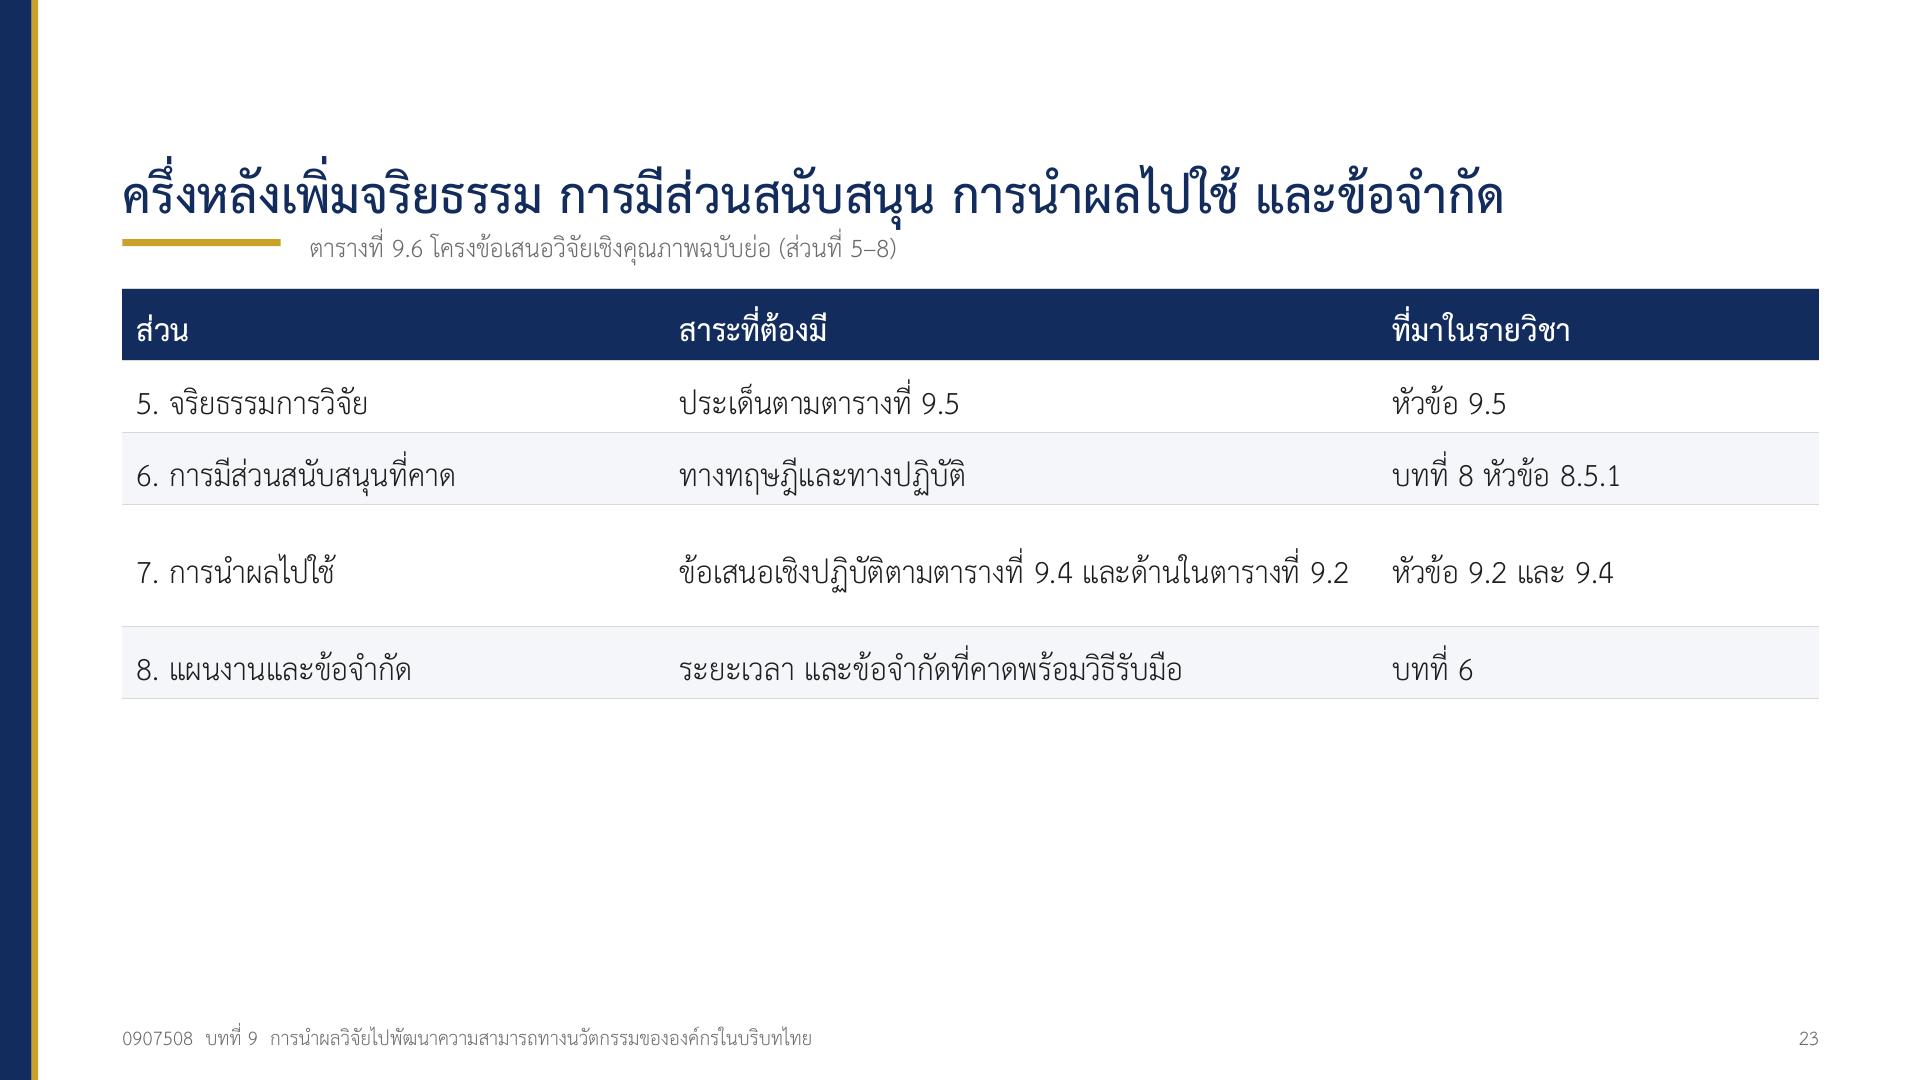 ครึ่งหลังเพิ่มจริยธรรม การมีส่วนสนับสนุน การนำผลไปใช้ และข้อจำกัด
ตารางที่ 9.6 โครงข้อเสนอวิจัยเชิงคุณภาพฉบับย่อ (ส่วนที่ 5–8)
ส่วน สาระที่ต้องมี ที่มาในรายวิชา
5. จริยธรรมการวิจัย ประเด็นตามตารางที่ 9.5 หัวข้อ 9.5
6. การมีส่วนสนับสนุนที่คาด ทางทฤษฎีและทางปฏิบัติ บทที่ 8 หัวข้อ 8.5.1
7. การนำผลไปใช้ ข้อเสนอเชิงปฏิบัติตามตารางที่ 9.4 และด้านในตารางที่ 9.2 หัวข้อ 9.2 และ 9.4
8. แผนงานและข้อจำกัด ระยะเวลา และข้อจำกัดที่คาดพร้อมวิธีรับมือ บทที่ 6
0907508 บทที่ 9 การนำผลวิจัยไปพัฒนาความสามารถทางนวัตกรรมขององค์กรในบริบทไทย 23